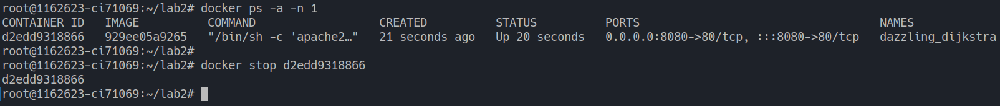 root@1162623-ci71069:~/lab2# docker ps -a -n 1
CONTAINER ID   IMAGE          COMMAND                  CREATED          STATUS          PORTS                                   NAMES
d2edd9318866   929ee05a9265   "/bin/sh -c 'apache2…"   21 seconds ago   Up 20 seconds   0.0.0.0:8080->80/tcp, :::8080->80/tcp   dazzling_dijkstra
root@1162623-ci71069:~/lab2#
root@1162623-ci71069:~/lab2# docker stop d2edd9318866
d2edd9318866
root@1162623-ci71069:~/lab2#